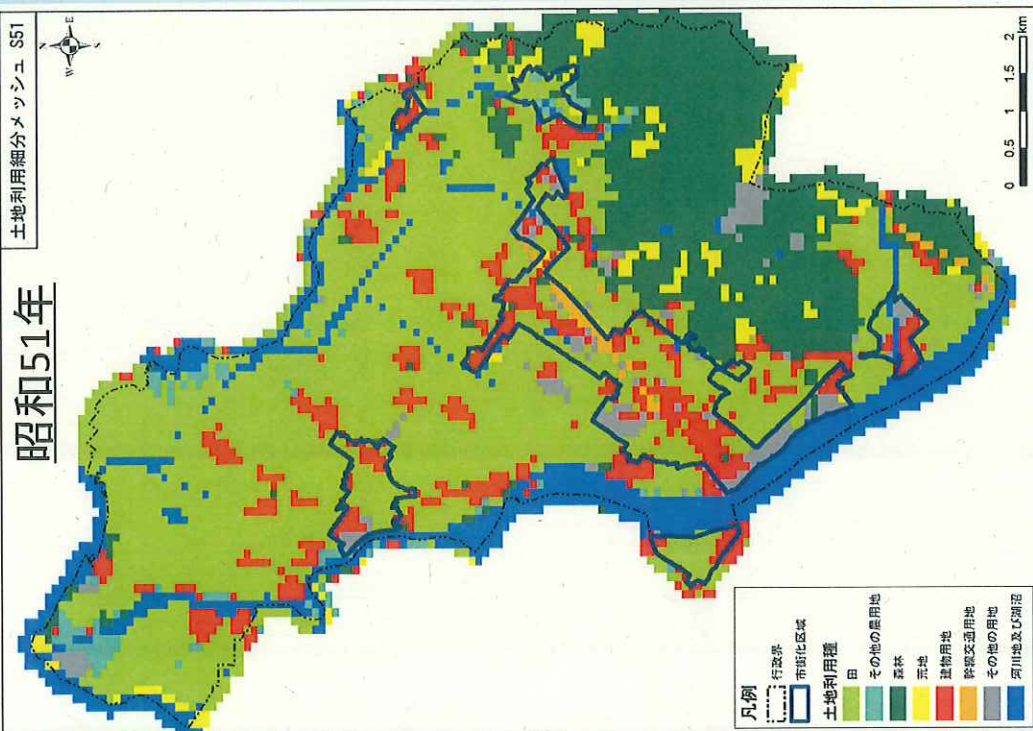 土地利用細分メッシュ S51
N
E
W
S
昭和51年
凡例
行政界
市街化区域
土地利用種
田
その他の農用地
森林
荒地
建物用地
幹線交通用地
その他の用地
河川地及び湖沼
0 0.5 1 1.5 2
km